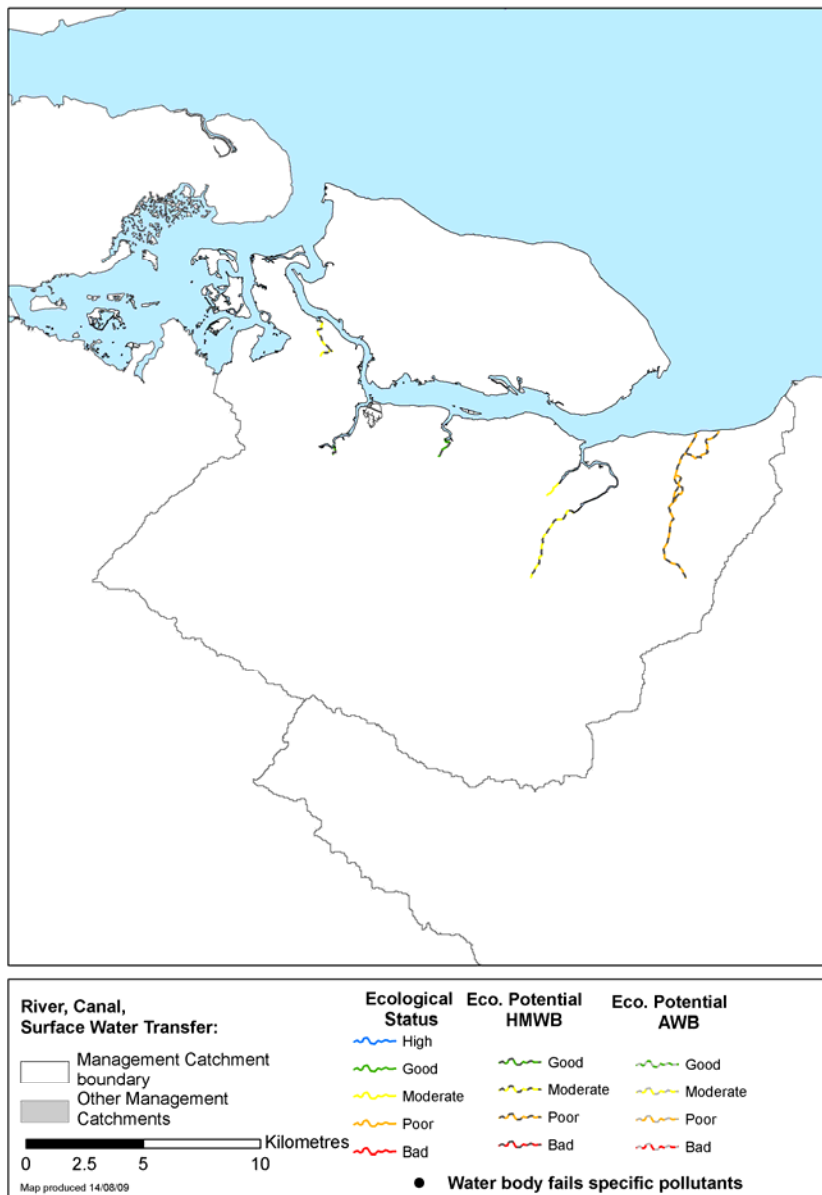 River, Canal,
Surface Water Transfer:
Management Catchment
boundary
Other Management
Catchments
Kilometres
0 2.5 5 10
Map produced 14/08/09
Ecological
Status
High
Good
Moderate
Poor
Bad
Eco. Potential
HMWB
Good
Moderate
Poor
Bad
Eco. Potential
AWB
Good
Moderate
Poor
Bad
Water body fails specific pollutants